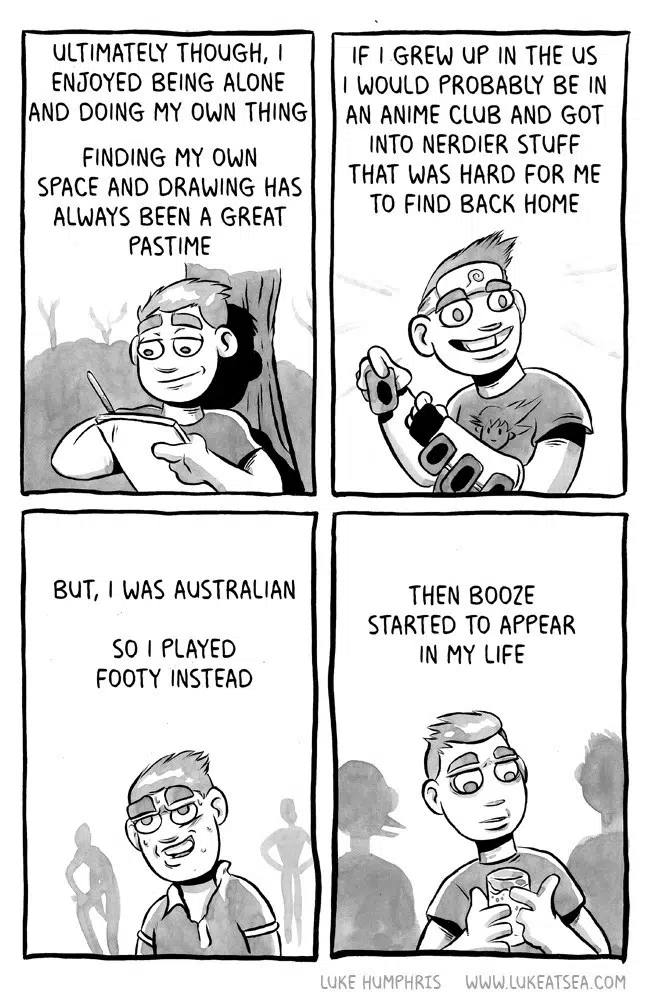 ULTIMATELY THOUGH, I
ENJOYED BEING ALONE
AND DOING MY OWN THING
FINDING MY OWN
SPACE AND DRAWING HAS
ALWAYS BEEN A GREAT
PASTIME
IF I GREW UP IN THE US
I WOULD PROBABLY BE IN
AN ANIME CLUB AND GOT
INTO NERDIER STUFF
THAT WAS HARD FOR ME
TO FIND BACK HOME
BUT, I WAS AUSTRALIAN
SO I PLAYED
FOOTY INSTEAD
THEN BOOZE
STARTED TO APPEAR
IN MY LIFE
LUKE HUMPHRIS WWW.LUKEATSEA.COM